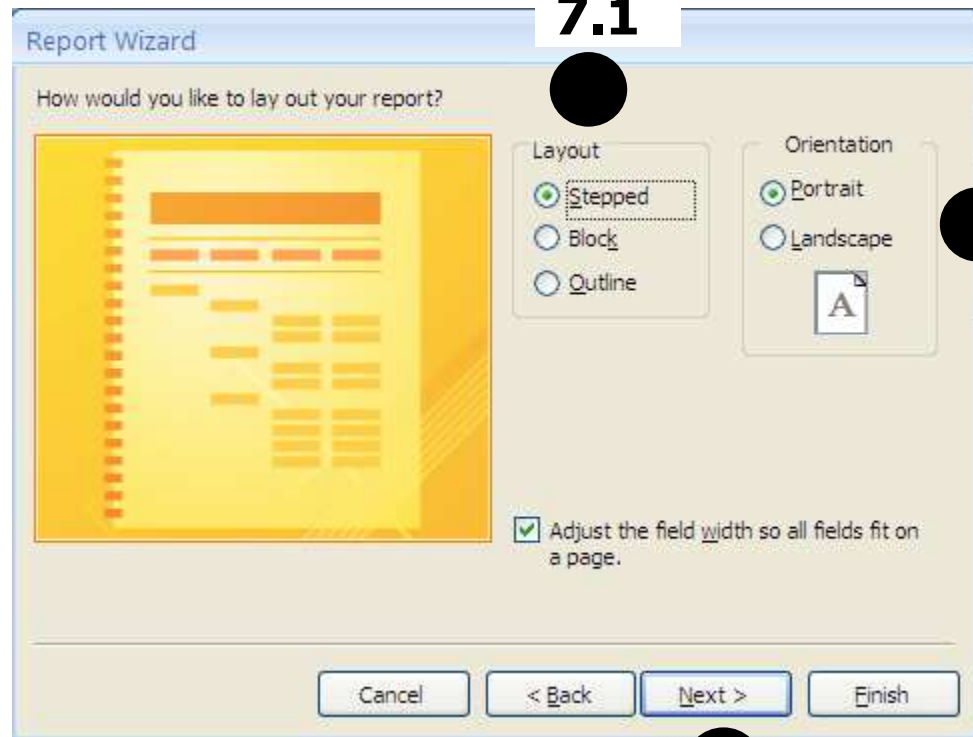 7.1
Report Wizard
How would you like to lay out your report?
Layout
Stepped
Block
Outline
Orientation
Portrait
Landscape
A
Adjust the field width so all fields fit on
a page.
Cancel
< Back
Next >
Finish